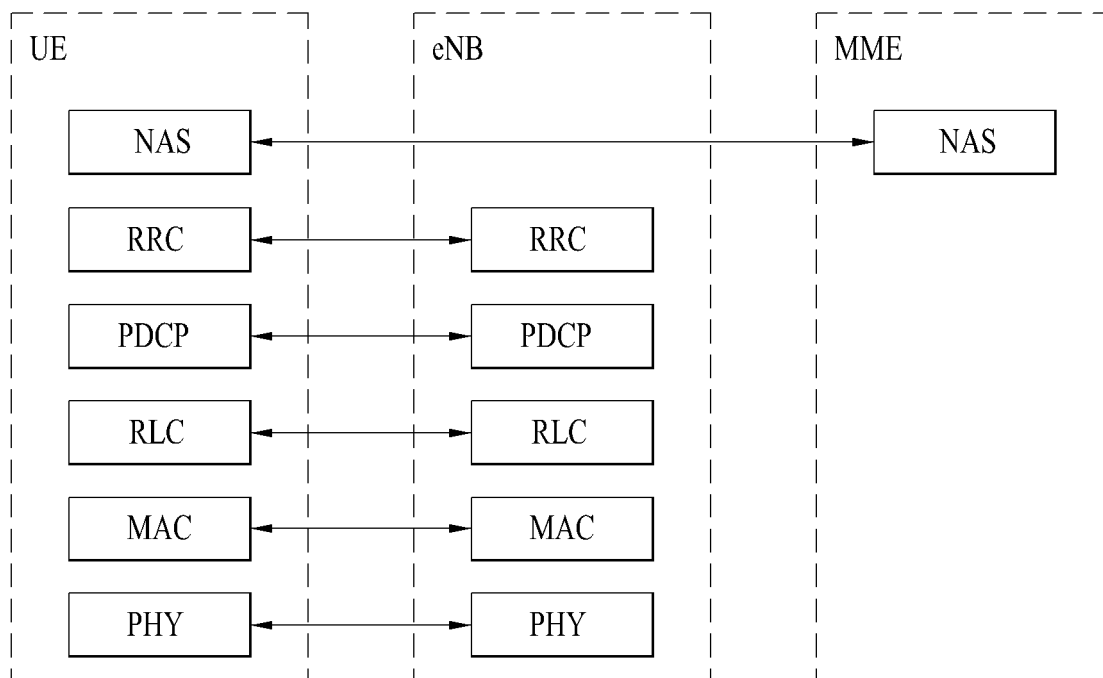 UE eNB MME
NAS NAS
RRC RRC
PDCP PDCP
RLC RLC
MAC MAC
PHY PHY